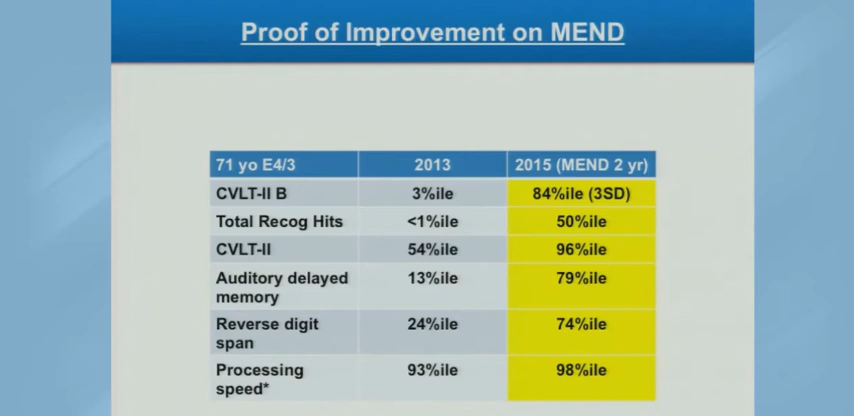 Proof of Improvement on MEND
71 yo E4/3 2013 2015 (MEND 2 yr)
CVLT-II B 3%ile 84%ile (3SD)
Total Recog Hits <1%ile 50%ile
CVLT-II 54%ile 96%ile
Auditory delayed 13%ile 79%ile
memory
Reverse digit 24%ile 74%ile
span
Processing 93%ile 98%ile
speed*